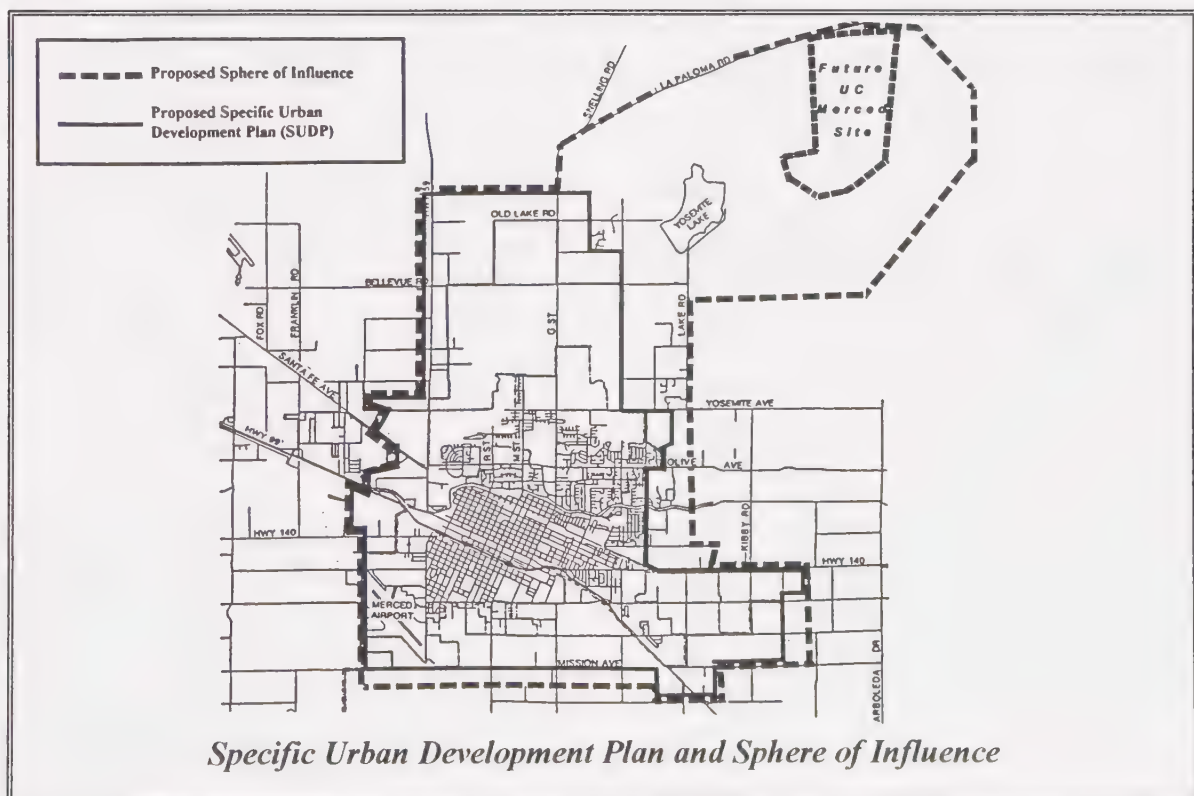 Proposed Sphere of Influence
Proposed Specific Urban
Development Plan (SUDP)
SNELLING RD
LA PALOMA RD
Future
UC
Merced
Site
59
OLD LAKE RD
YOSEMITE
LAKE
BELLEVUE RD
FOX RD
FRANKLIN RD
G ST
LAKE RD
SANTA FE AVE
YOSEMITE AVE
HWY 99
R ST
M ST
OLIVE AVE
HWY 140
KIBBY RD
HWY 140
MERCED
AIRPORT
MISSION AVE
ARBOLEDA DR
Specific Urban Development Plan and Sphere of Influence